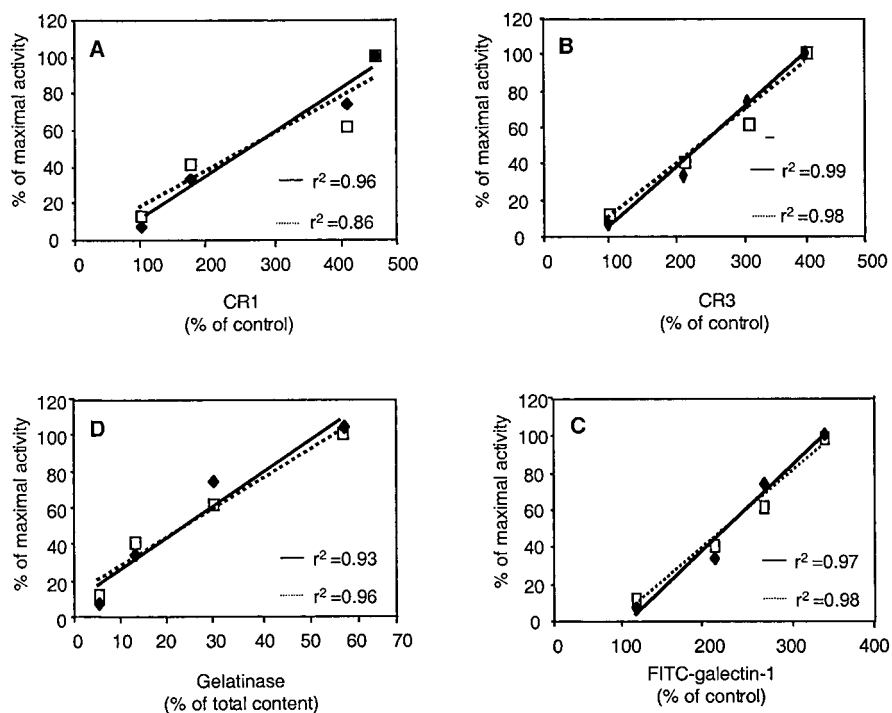 A
% of maximal activity
120
100
80
60
40
20
0
r²=0.96
r²=0.86
0 100 200 300 400 500
CR1
(% of control)
B
% of maximal activity
120
100
80
60
40
20
0
r²=0.99
r²=0.98
0 100 200 300 400 500
CR3
(% of control)
D
% of maximal activity
120
100
80
60
40
20
0
r²=0.93
r²=0.96
0 10 20 30 40 50 60 70
Gelatinase
(% of total content)
C
% of maximal activity
120
100
80
60
40
20
0
r²=0.97
r²=0.98
0 100 200 300 400
FITC-galectin-1
(% of control)